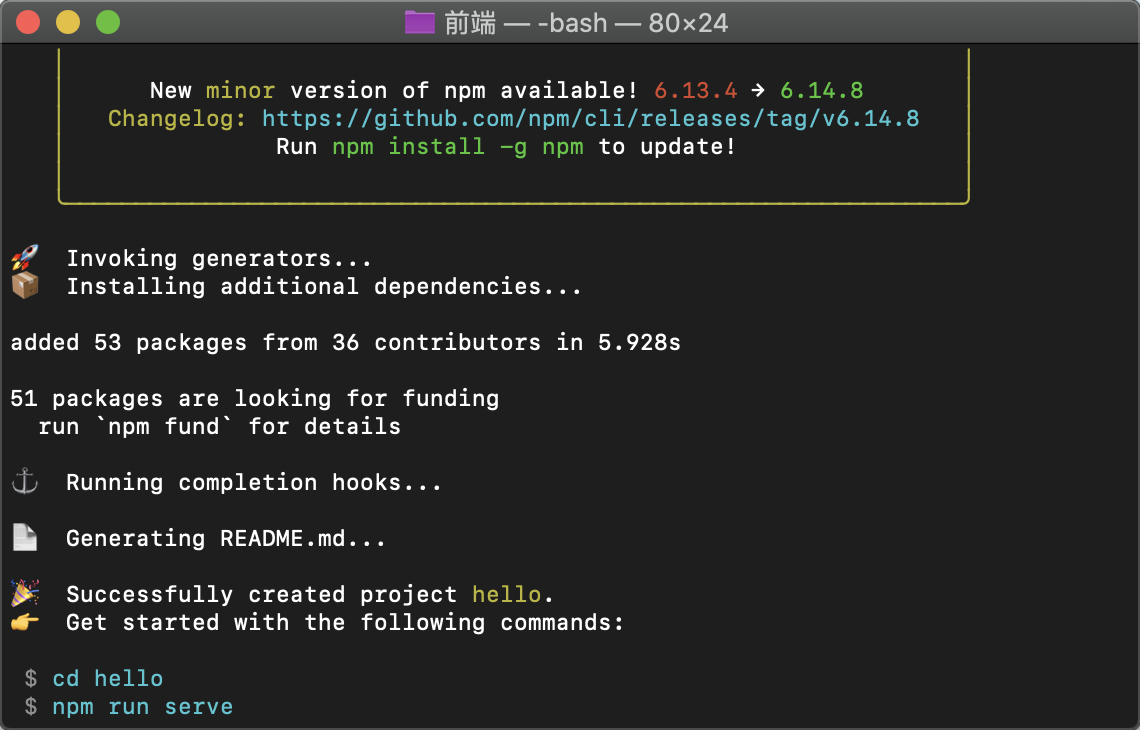 前端 — -bash — 80×24
New minor version of npm available! 6.13.4 → 6.14.8
Changelog: https://github.com/npm/cli/releases/tag/v6.14.8
Run npm install -g npm to update!
🚀  Invoking generators...
📦  Installing additional dependencies...
added 53 packages from 36 contributors in 5.928s
51 packages are looking for funding
run `npm fund` for details
⚓  Running completion hooks...
📄  Generating README.md...
🎉  Successfully created project hello.
👉  Get started with the following commands:
$ cd hello
$ npm run serve